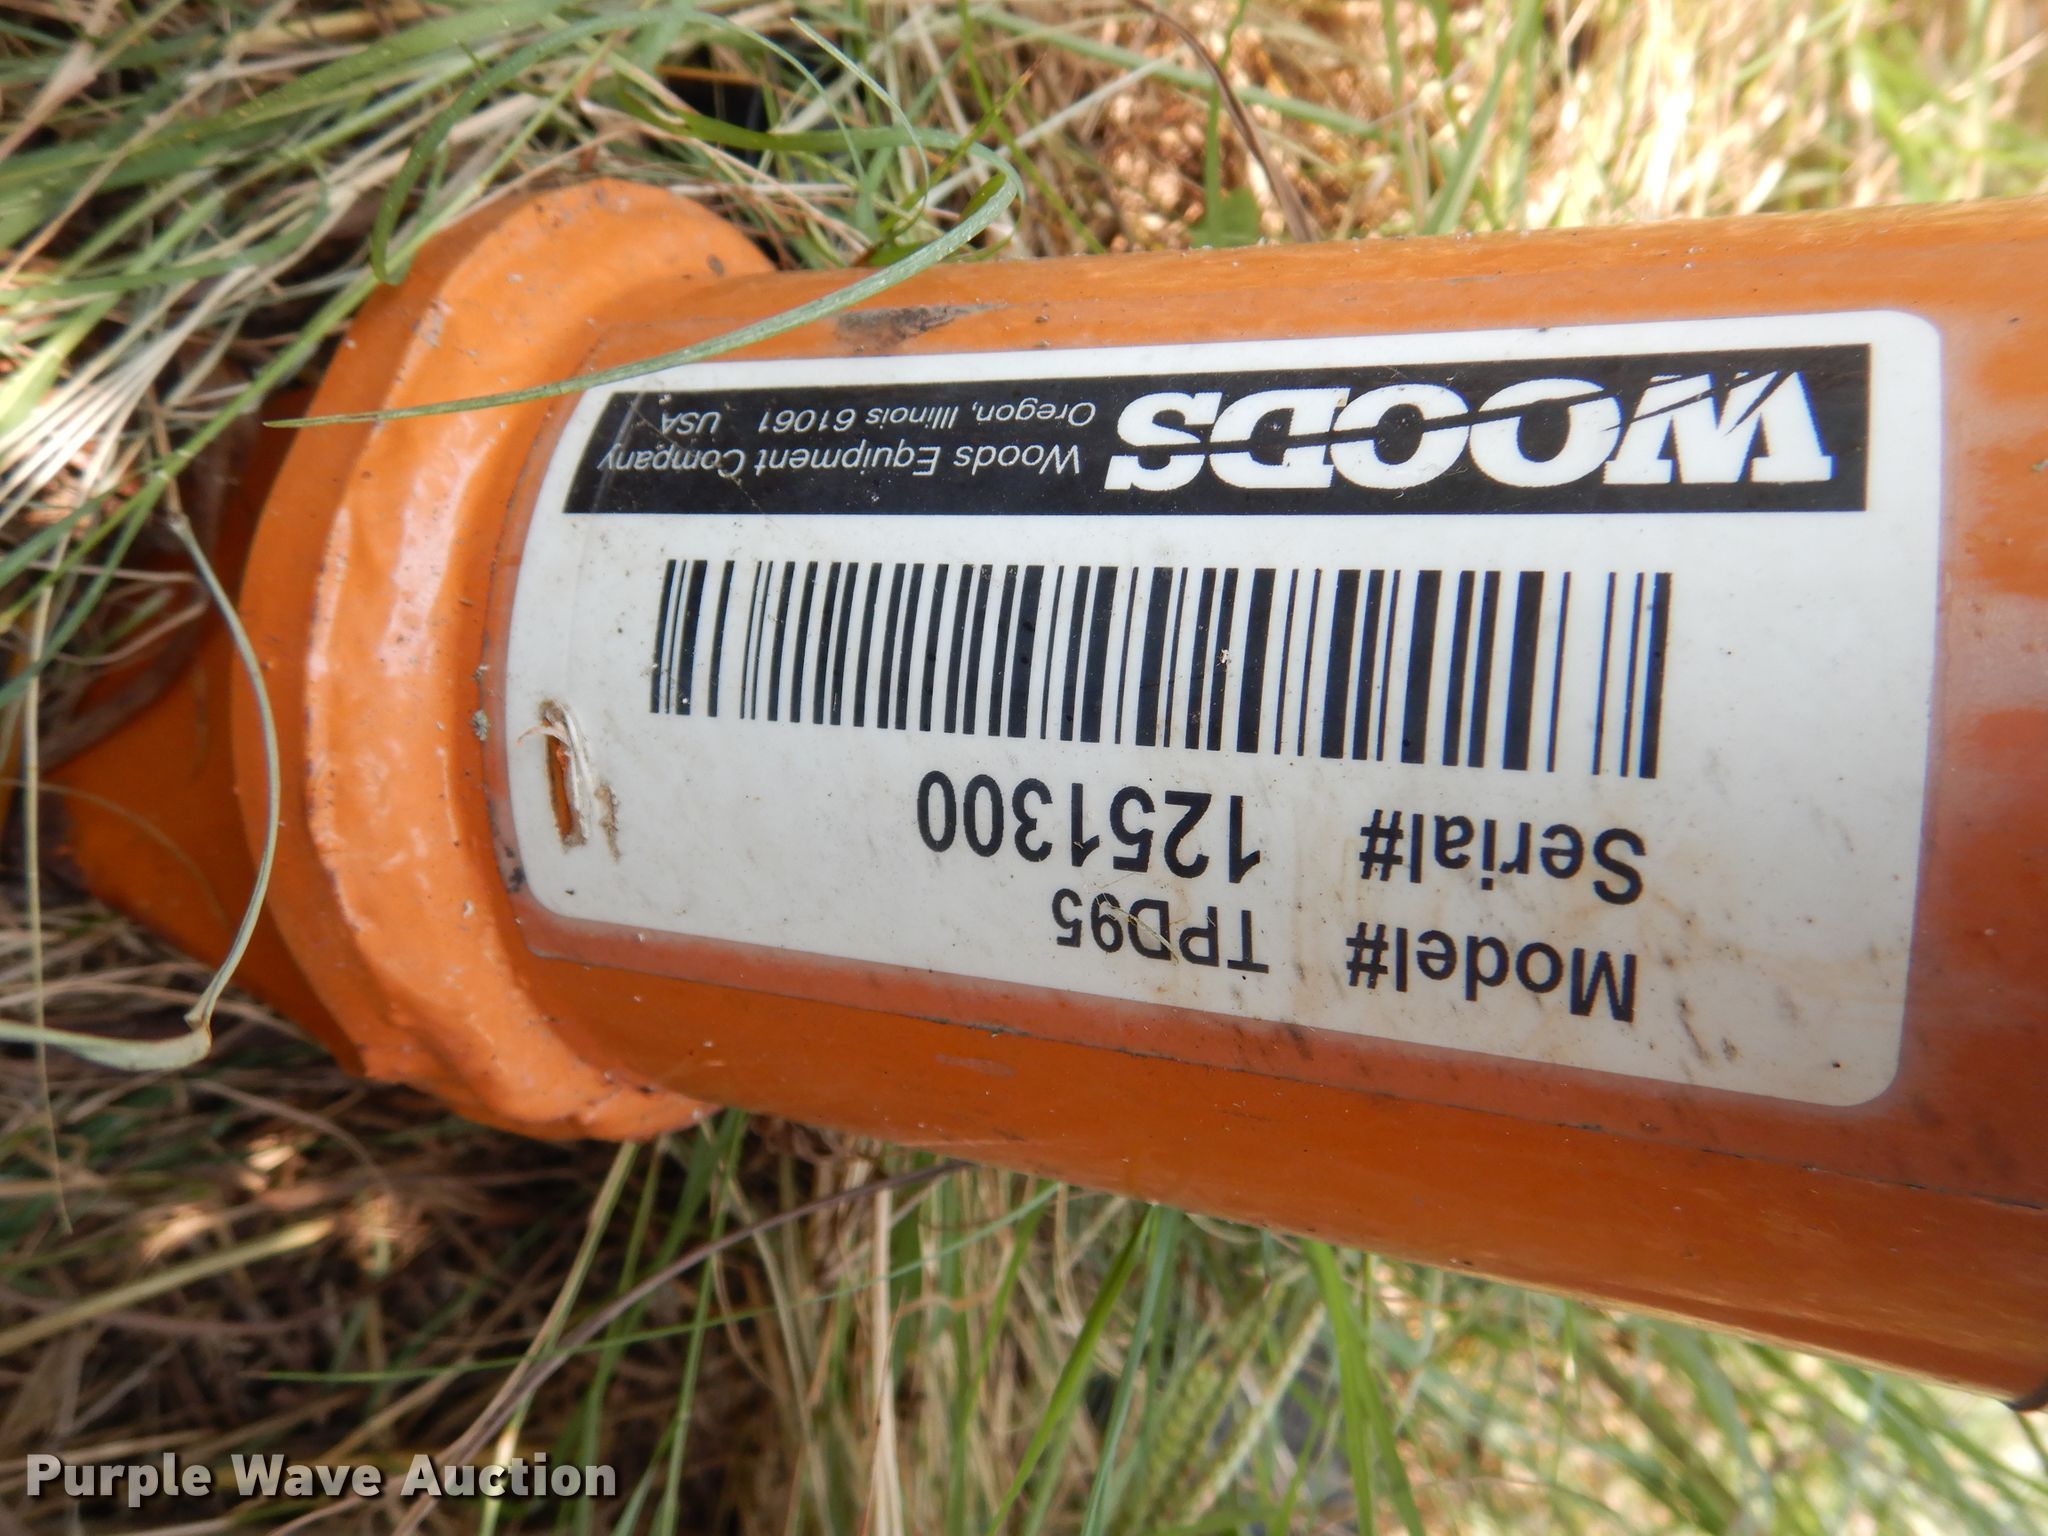 Model# TPD95
Serial# 1251300
WOODS
Woods Equipment Company
Oregon, Illinois 61061 USA
Purple Wave Auction